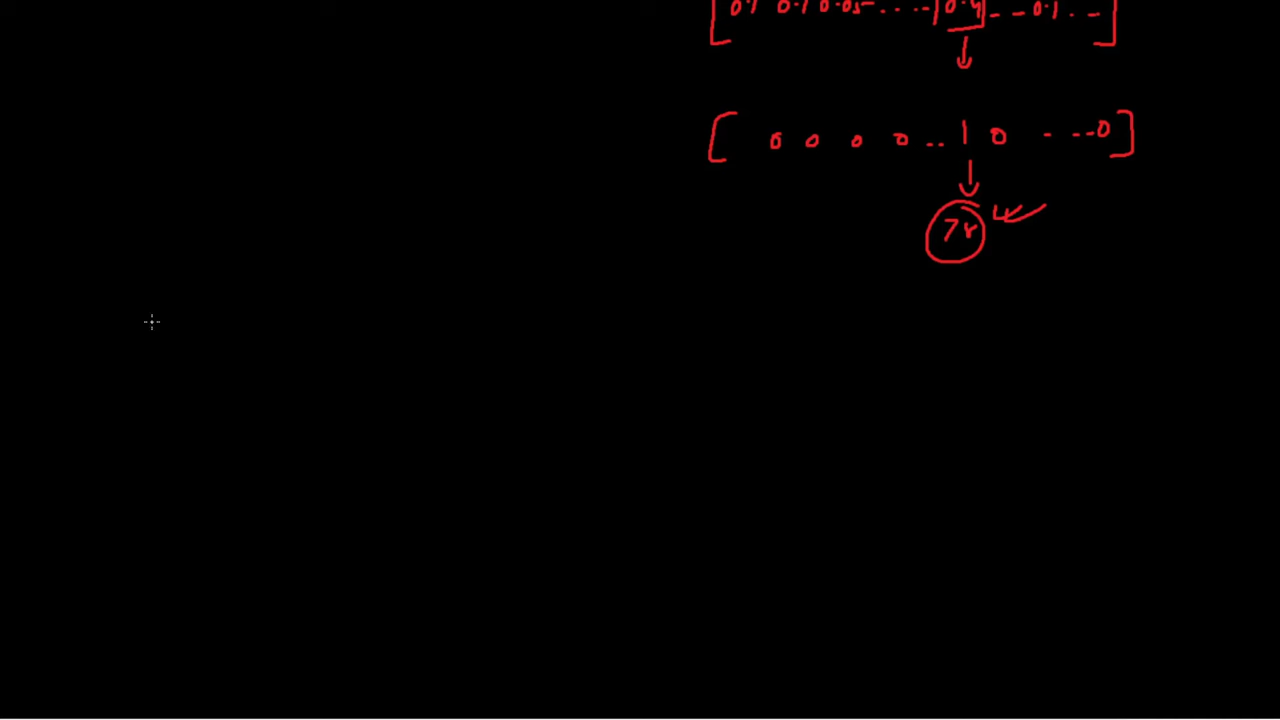 [ 0.1 0.1 0.05 - .... 0.4 - - 0.1 . - ]
[ 0 0 0 0 .. 1 0 - - - 0 ]
78